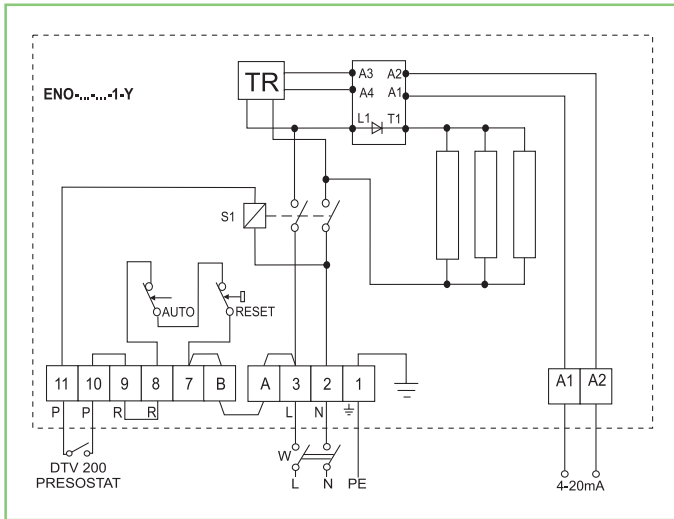 TR
A3 A2
A4 A1
ENO-...-...-1-Y
L1 T1
S1
AUTO RESET
11 10 9 8 7 B A 3 2 1 A1 A2
P P R R L N
W
DTV 200
PRESOSTAT
L N PE 4-20mA